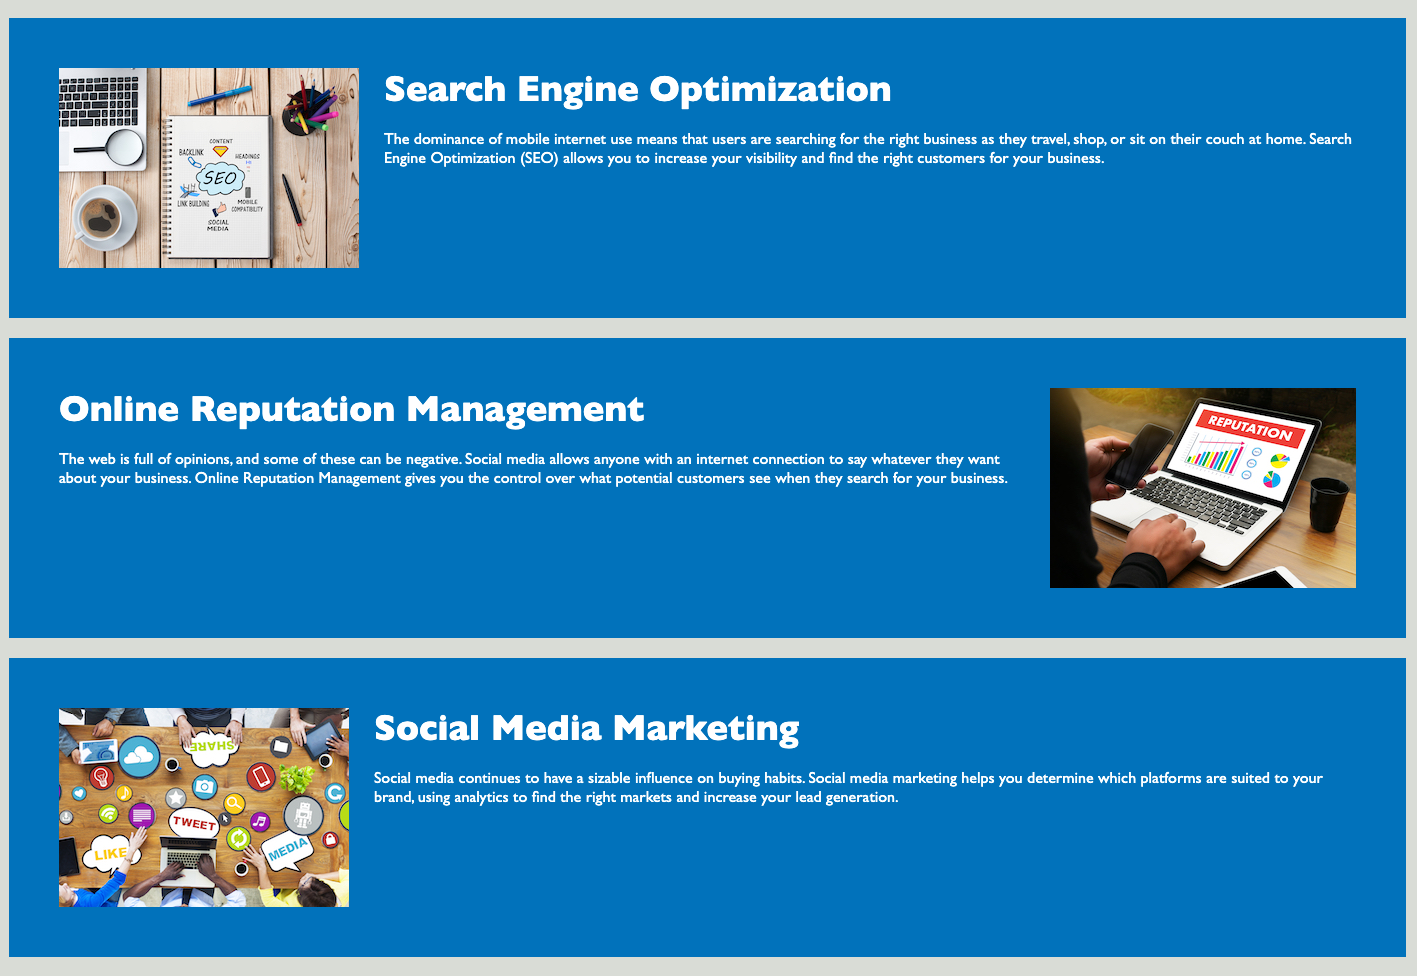 Search Engine Optimization
The dominance of mobile internet use means that users are searching for the right business as they travel, shop, or sit on their couch at home. Search
Engine Optimization (SEO) allows you to increase your visibility and find the right customers for your business.
CONTENT
BACKLINK
HEADINGS
SEO
LINK BUILDING
MOBILE
COMPATIBILITY
SOCIAL
MEDIA
Online Reputation Management
The web is full of opinions, and some of these can be negative. Social media allows anyone with an internet connection to say whatever they want
about your business. Online Reputation Management gives you the control over what potential customers see when they search for your business.
REPUTATION
Social Media Marketing
Social media continues to have a sizable influence on buying habits. Social media marketing helps you determine which platforms are suited to your
brand, using analytics to find the right markets and increase your lead generation.
SHARE
TWEET
LIKE
MEDIA